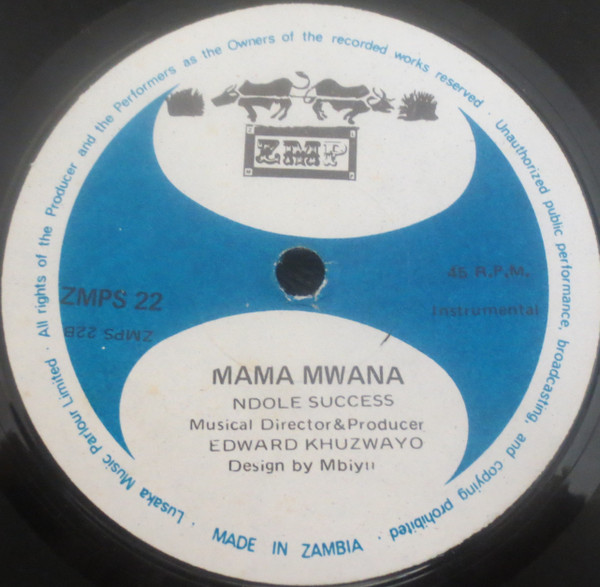 Lusaka Music Parlour Limited · All rights of the Producer and the Performers as the Owners of the recorded works reserved · Unauthorized public performance, broadcasting, and copying prohibited ·
ZMP
45 R.P.M.
ZMPS 22
Instrumental
ZMPS 22B
MAMA MWANA
NDOLE SUCCESS
Musical Director&Producer
EDWARD KHUZWAYO
Design by Mbiyu
MADE IN ZAMBIA